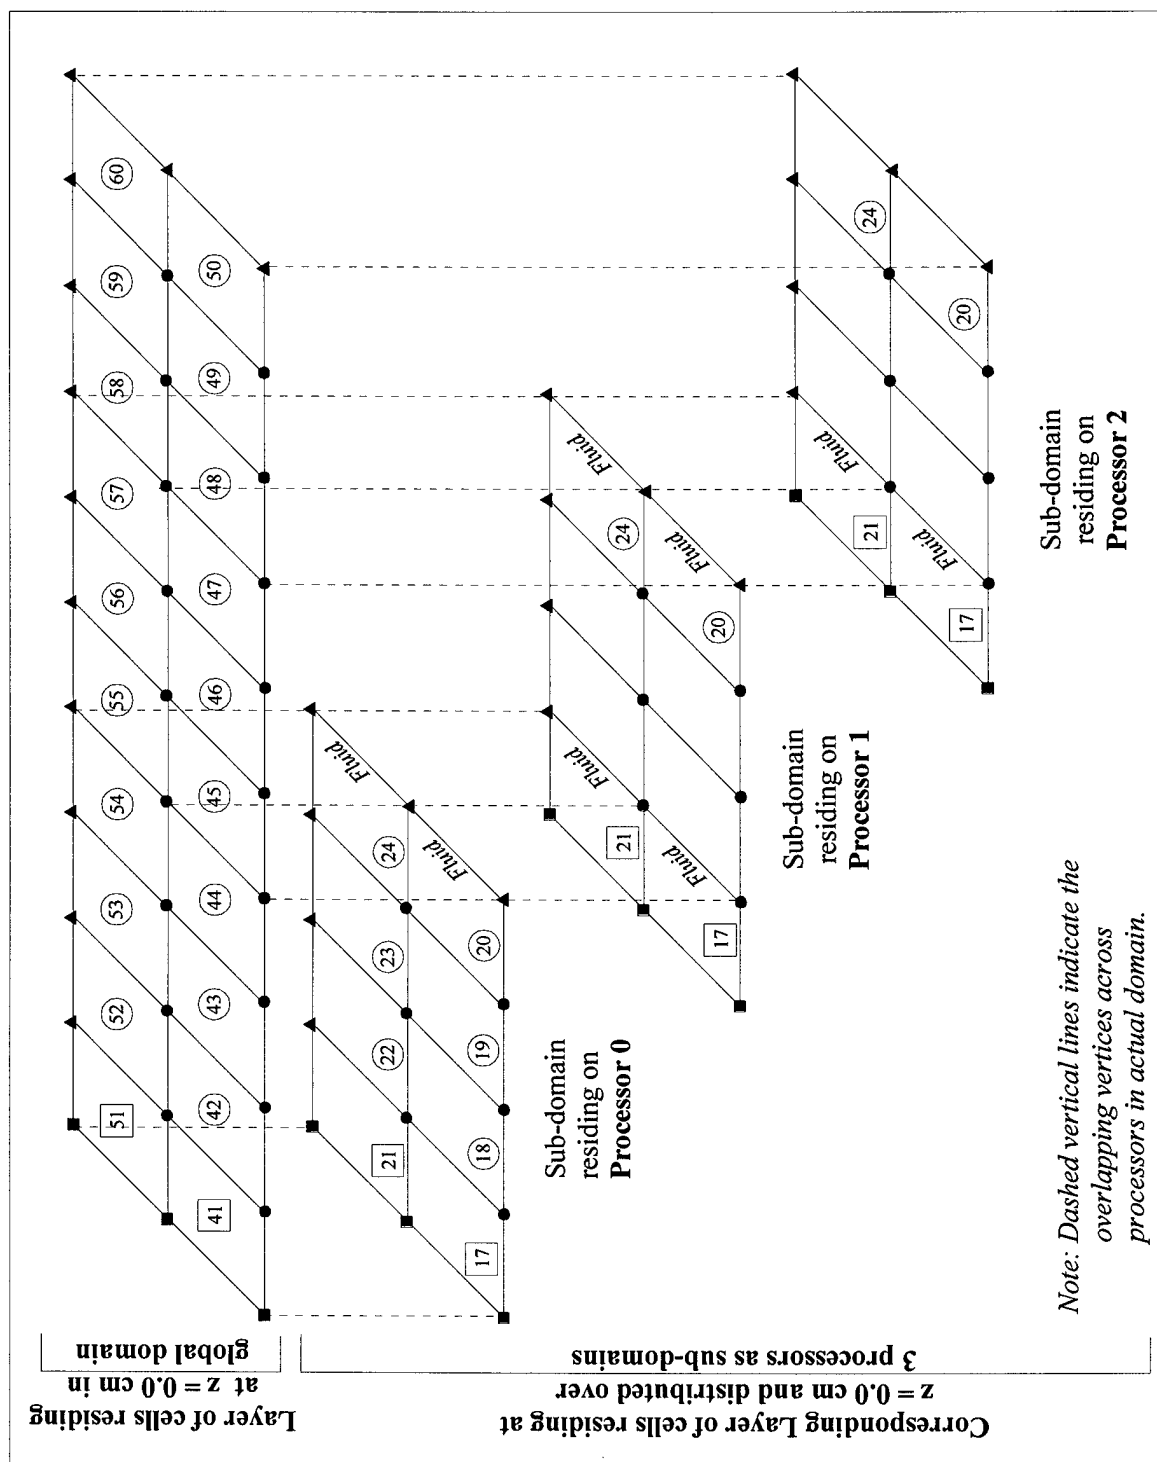 Layer of cells residing
at z = 0.0 cm in
global domain
51 52 53 54 55 56 57 58 59 60
41 42 43 44 45 46 47 48 49 50
Corresponding Layer of cells residing at
z = 0.0 cm and distributed over
3 processors as sub-domains
Fluid
21 22 23 24
Fluid
17 18 19 20
Sub-domain
residing on
Processor 0
Fluid
Fluid
21
24
Fluid
Fluid
17
20
Sub-domain
residing on
Processor 1
Fluid
21
24
Fluid
17
20
Sub-domain
residing on
Processor 2
Note: Dashed vertical lines indicate the
overlapping vertices across
processors in actual domain.